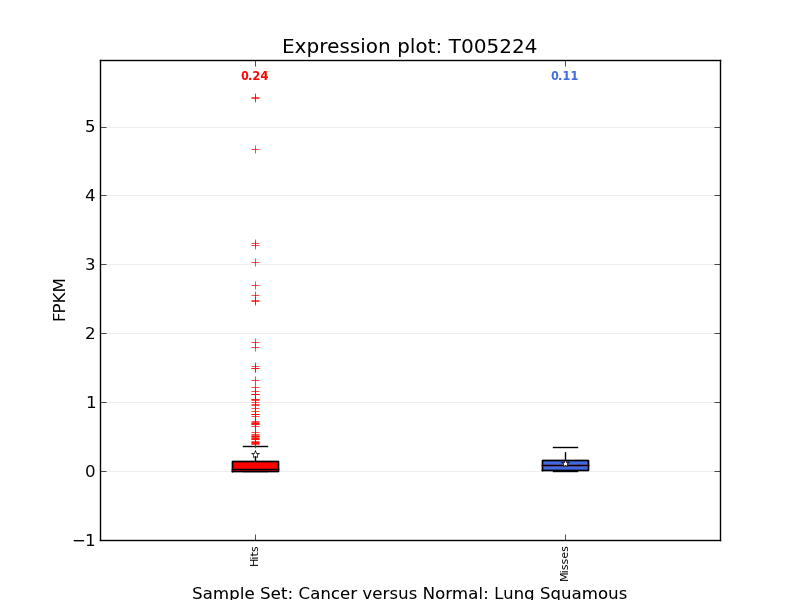 Expression plot: T005224
0.24
0.11
5
4
3
2
1
0
−1
FPKM
Hits
Misses
Sample Set: Cancer versus Normal: Lung Squamous